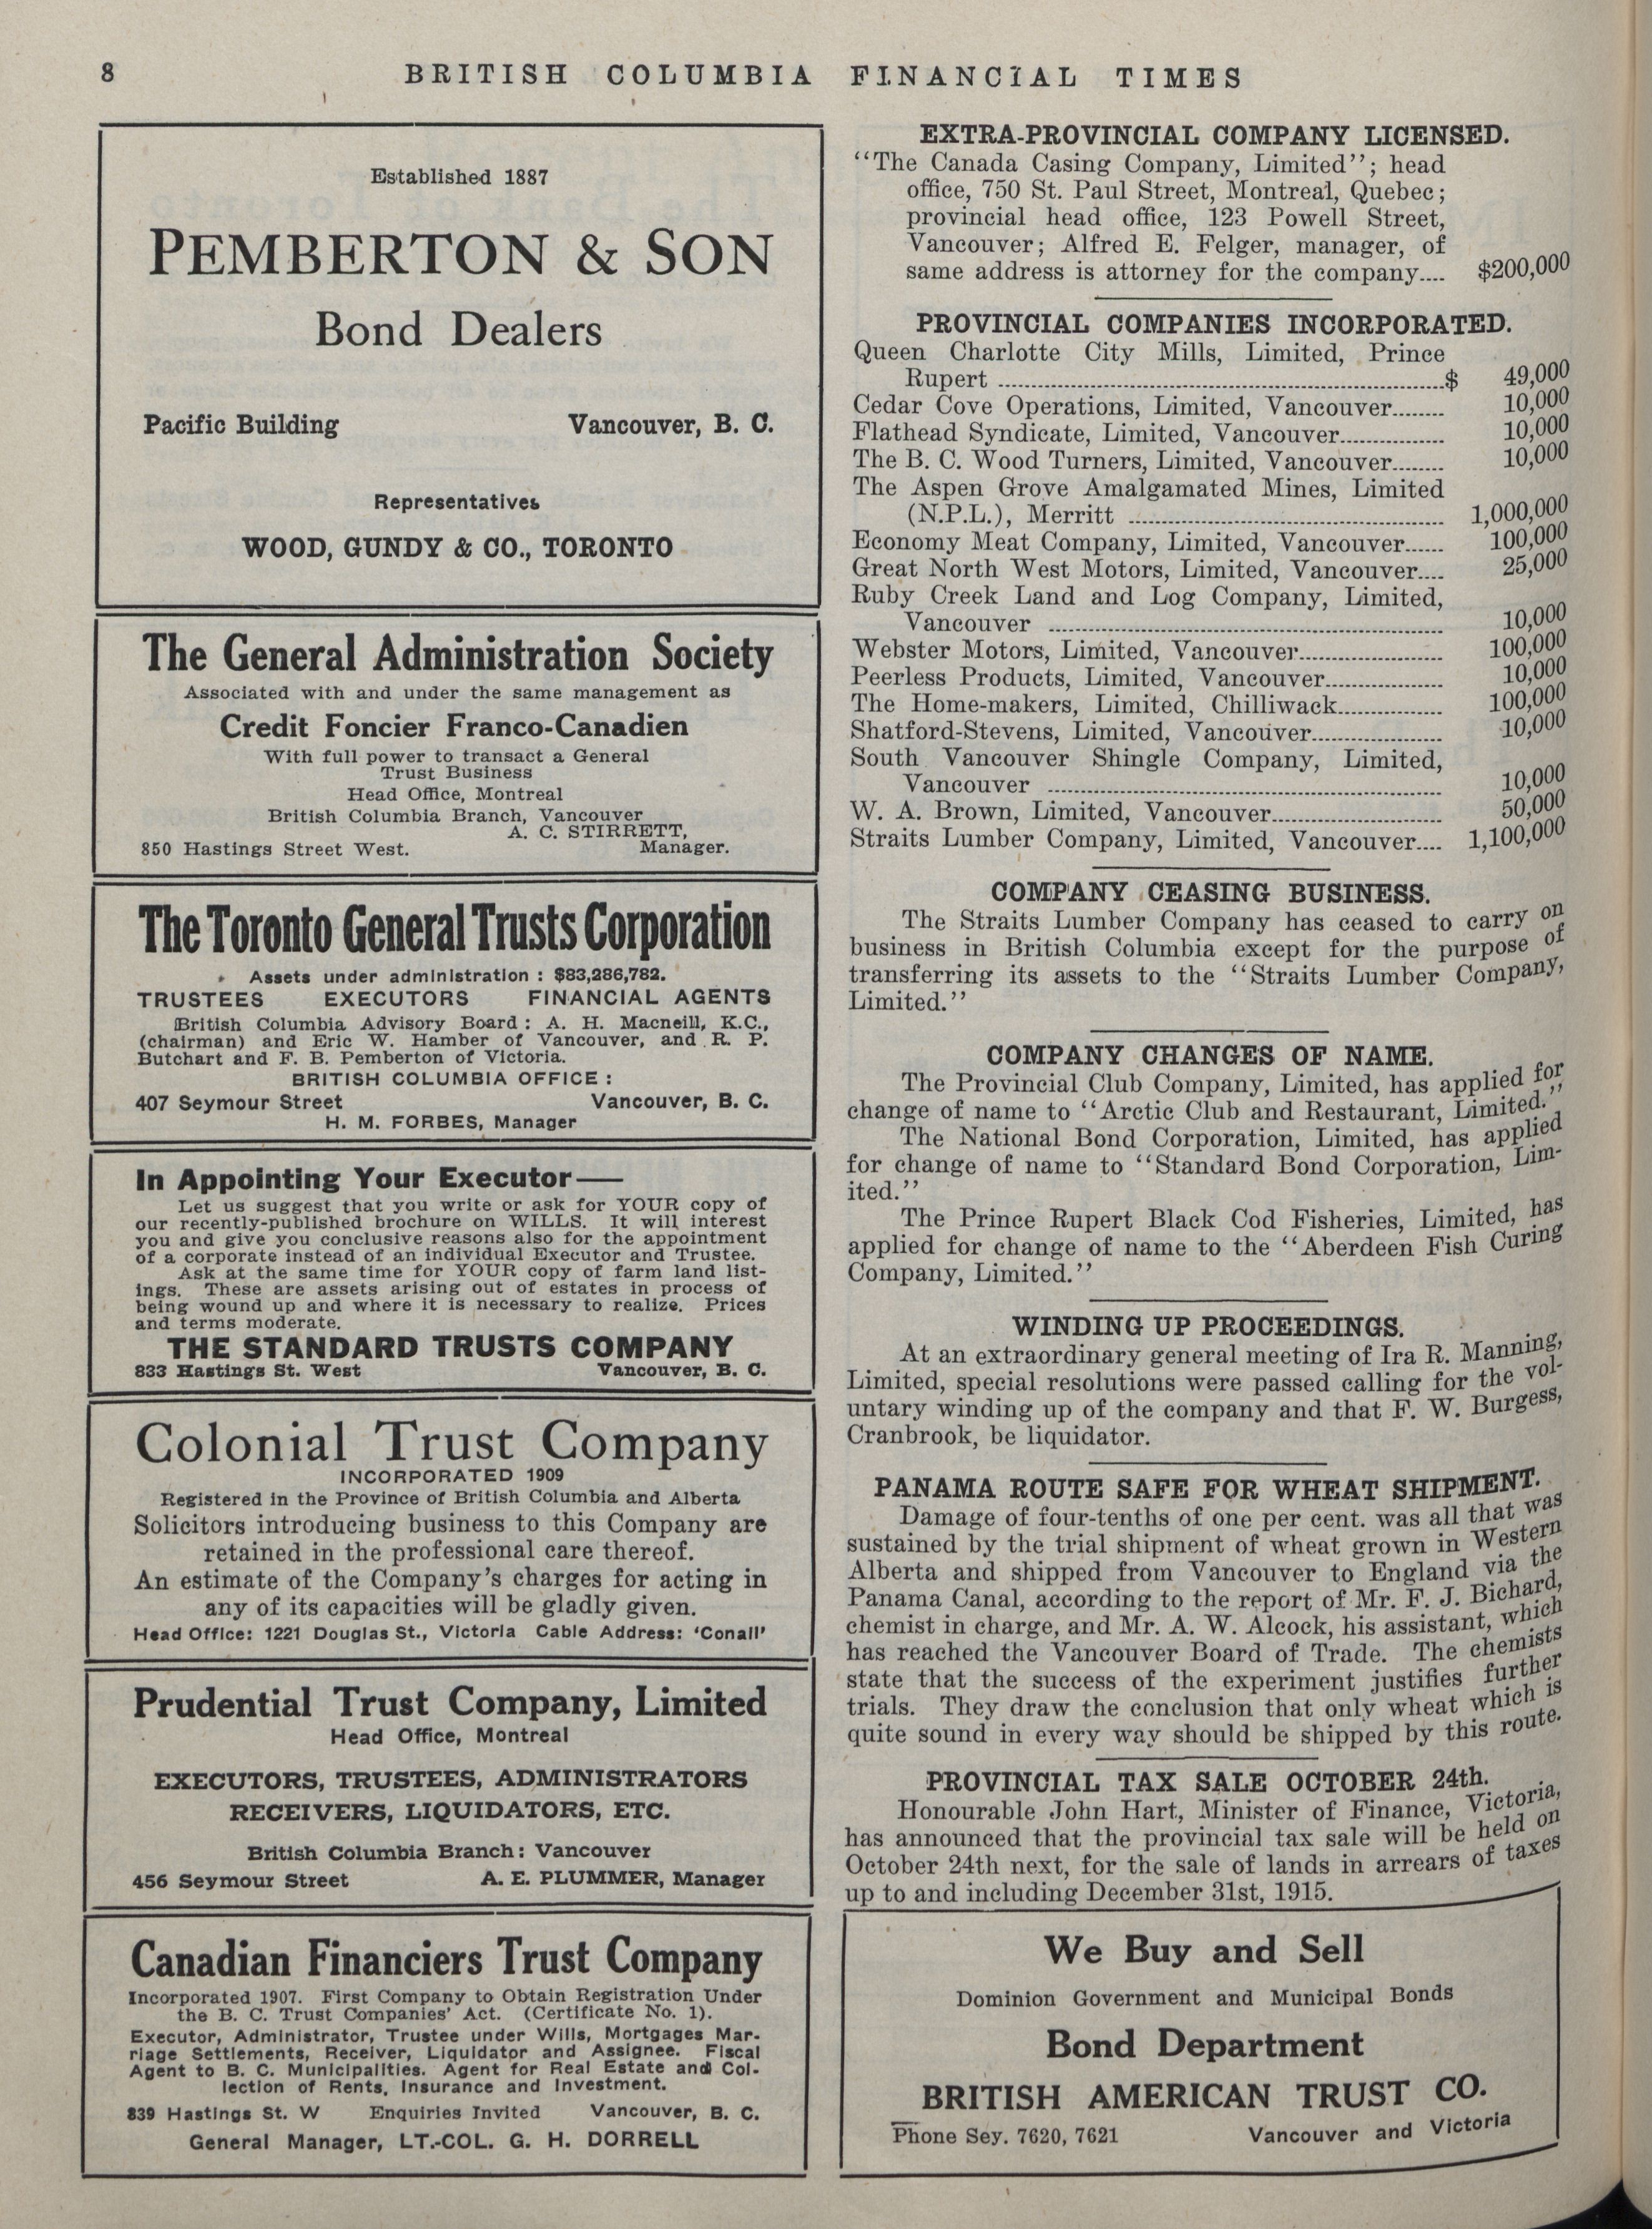 8
BRITISH COLUMBIA FINANCIAL TIMES
Established 1887
PEMBERTON & SON
Bond Dealers
Pacific Building Vancouver, B. C.
Representatives
WOOD, GUNDY & CO., TORONTO
The General Administration Society
Associated with and under the same management as
Credit Foncier Franco-Canadien
With full power to transact a General
Trust Business
Head Office, Montreal
British Columbia Branch, Vancouver
A. C. STIRRETT,
850 Hastings Street West. Manager.
The Toronto General Trusts Corporation
Assets under administration : $83,286,782.
TRUSTEES EXECUTORS FINANCIAL AGENTS
British Columbia Advisory Board : A. H. Macneill, K.C.,
(chairman) and Eric W. Hamber of Vancouver, and R. P.
Butchart and F. B. Pemberton of Victoria.
BRITISH COLUMBIA OFFICE :
407 Seymour Street Vancouver, B. C.
H. M. FORBES, Manager
In Appointing Your Executor—
Let us suggest that you write or ask for YOUR copy of
our recently-published brochure on WILLS. It will interest
you and give you conclusive reasons also for the appointment
of a corporate instead of an individual Executor and Trustee.
Ask at the same time for YOUR copy of farm land list-
ings. These are assets arising out of estates in process of
being wound up and where it is necessary to realize. Prices
and terms moderate.
THE STANDARD TRUSTS COMPANY
833 Hastings St. West Vancouver, B. C.
Colonial Trust Company
INCORPORATED 1909
Registered in the Province of British Columbia and Alberta
Solicitors introducing business to this Company are
retained in the professional care thereof.
An estimate of the Company's charges for acting in
any of its capacities will be gladly given.
Head Office: 1221 Douglas St., Victoria Cable Address: 'Conail'
Prudential Trust Company, Limited
Head Office, Montreal
EXECUTORS, TRUSTEES, ADMINISTRATORS
RECEIVERS, LIQUIDATORS, ETC.
British Columbia Branch: Vancouver
456 Seymour Street A. E. PLUMMER, Manager
Canadian Financiers Trust Company
Incorporated 1907. First Company to Obtain Registration Under
the B. C. Trust Companies' Act. (Certificate No. 1).
Executor, Administrator, Trustee under Wills, Mortgages Mar-
riage Settlements, Receiver, Liquidator and Assignee. Fiscal
Agent to B. C. Municipalities. Agent for Real Estate and Col-
lection of Rents, Insurance and Investment.
839 Hastings St. W Enquiries Invited Vancouver, B. C.
General Manager, LT.-COL. G. H. DORRELL
EXTRA-PROVINCIAL COMPANY LICENSED.
"The Canada Casing Company, Limited"; head
office, 750 St. Paul Street, Montreal, Quebec;
provincial head office, 123 Powell Street,
Vancouver; Alfred E. Felger, manager, of
same address is attorney for the company.... $200,000
PROVINCIAL COMPANIES INCORPORATED.
Queen Charlotte City Mills, Limited, Prince
Rupert ........ $ 49,000
Cedar Cove Operations, Limited, Vancouver........ 10,000
Flathead Syndicate, Limited, Vancouver........ 10,000
The B. C. Wood Turners, Limited, Vancouver........ 10,000
The Aspen Grove Amalgamated Mines, Limited
(N.P.L.), Merritt ........ 1,000,000
Economy Meat Company, Limited, Vancouver...... 100,000
Great North West Motors, Limited, Vancouver.... 25,000
Ruby Creek Land and Log Company, Limited,
Vancouver ........ 10,000
Webster Motors, Limited, Vancouver........ 100,000
Peerless Products, Limited, Vancouver........ 10,000
The Home-makers, Limited, Chilliwack........ 100,000
Shatford-Stevens, Limited, Vancouver........ 10,000
South Vancouver Shingle Company, Limited,
Vancouver ........ 10,000
W. A. Brown, Limited, Vancouver........ 50,000
Straits Lumber Company, Limited, Vancouver.... 1,100,000
COMPANY CEASING BUSINESS.
The Straits Lumber Company has ceased to carry on
business in British Columbia except for the purpose of
transferring its assets to the "Straits Lumber Company,
Limited."
COMPANY CHANGES OF NAME.
The Provincial Club Company, Limited, has applied for
change of name to "Arctic Club and Restaurant, Limited."
The National Bond Corporation, Limited, has applied
for change of name to "Standard Bond Corporation, Lim-
ited."
The Prince Rupert Black Cod Fisheries, Limited, has
applied for change of name to the "Aberdeen Fish Curing
Company, Limited."
WINDING UP PROCEEDINGS.
At an extraordinary general meeting of Ira R. Manning,
Limited, special resolutions were passed calling for the vol-
untary winding up of the company and that F. W. Burgess,
Cranbrook, be liquidator.
PANAMA ROUTE SAFE FOR WHEAT SHIPMENT.
Damage of four-tenths of one per cent. was all that was
sustained by the trial shipment of wheat grown in Western
Alberta and shipped from Vancouver to England via the
Panama Canal, according to the report of Mr. F. J. Bichard,
chemist in charge, and Mr. A. W. Alcock, his assistant, which
has reached the Vancouver Board of Trade. The chemists
state that the success of the experiment justifies further
trials. They draw the conclusion that only wheat which is
quite sound in every way should be shipped by this route.
PROVINCIAL TAX SALE OCTOBER 24th.
Honourable John Hart, Minister of Finance, Victoria,
has announced that the provincial tax sale will be held on
October 24th next, for the sale of lands in arrears of taxes
up to and including December 31st, 1915.
We Buy and Sell
Dominion Government and Municipal Bonds
Bond Department
BRITISH AMERICAN TRUST CO.
Phone Sey. 7620, 7621 Vancouver and Victoria